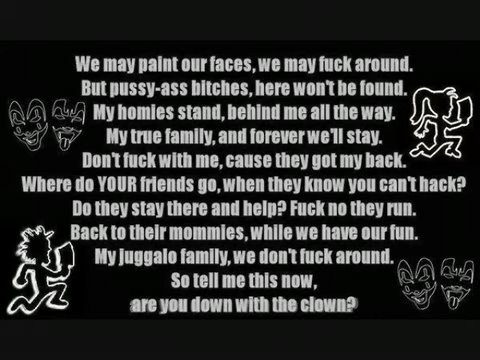 We may paint our faces, we may fuck around.
But pussy-ass bitches, here won't be found.
My homies stand, behind me all the way.
My true family, and forever we'll stay.
Don't fuck with me, cause they got my back.
Where do YOUR friends go, when they know you can't hack?
Do they stay there and help? Fuck no they run.
Back to their mommies, while we have our fun.
My juggalo family, we don't fuck around.
So tell me this now,
are you down with the clown?